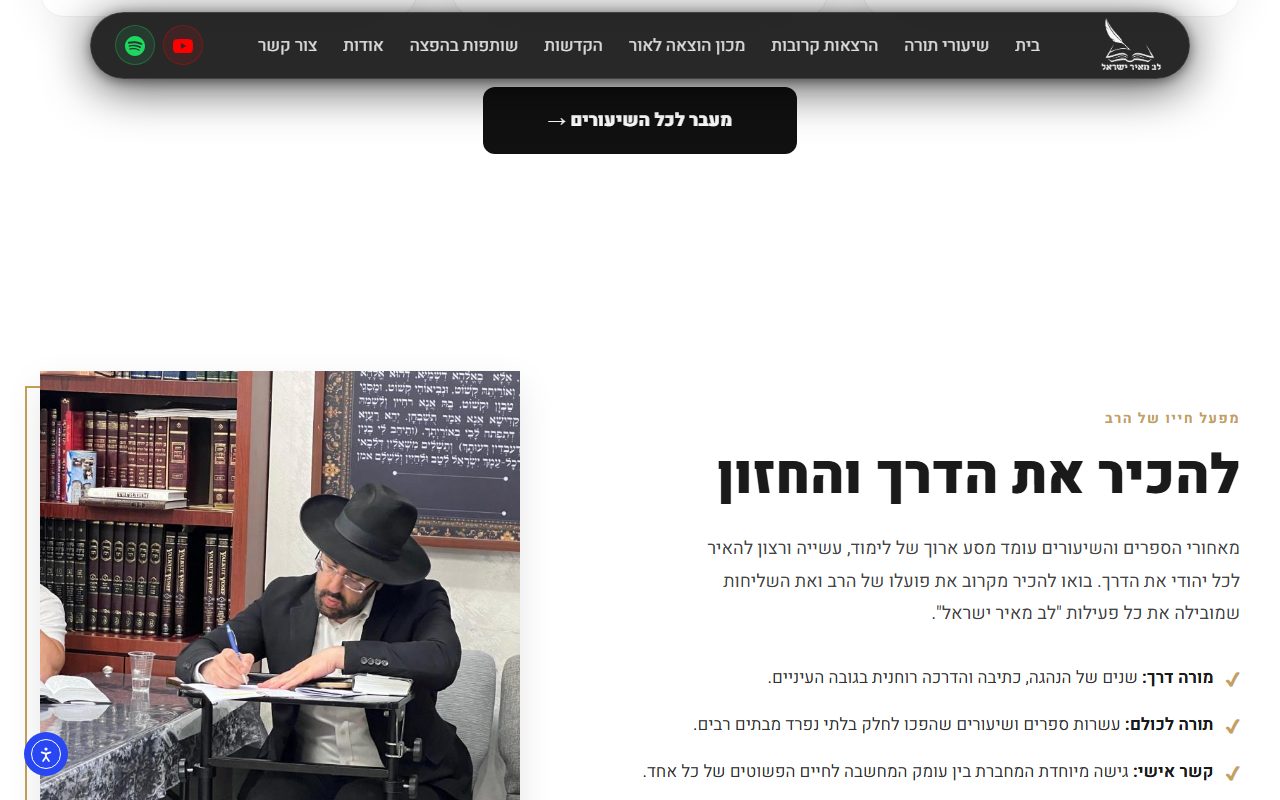 לב מאיר ישראל
בית
שיעורי תורה
הרצאות קרובות
מכון הוצאה לאור
הקדשות
שותפות בהפצה
אודות
צור קשר
מעבר לכל השיעורים ←
מפעל חייו של הרב
להכיר את הדרך והחזון
מאחורי הספרים והשיעורים עומד מסע ארוך של לימוד, עשייה ורצון להאיר
לכל יהודי את הדרך. בואו להכיר מקרוב את פועלו של הרב ואת השליחות
שמובילה את כל פעילות "לב מאיר ישראל".
מורה דרך: שנים של הנהגה, כתיבה והדרכה רוחנית בגובה העיניים.
תורה לכולם: עשרות ספרים ושיעורים שהפכו לחלק בלתי נפרד מבתים רבים.
קשר אישי: גישה מיוחדת המחברת בין עומק המחשבה לחיים הפשוטים של כל אחד.